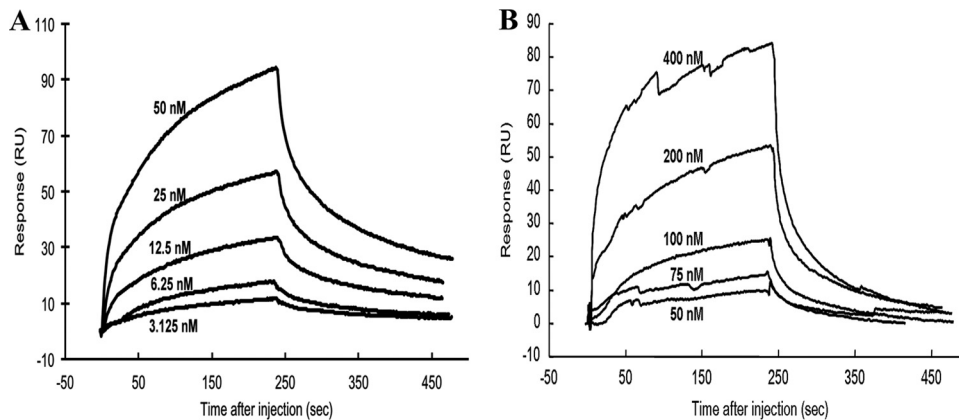 A
110
90
70
50
30
10
-10
-50
50
150
250
350
450
Response (RU)
Time after injection (sec)
50 nM
25 nM
12.5 nM
6.25 nM
3.125 nM
B
90
80
70
60
50
40
30
20
10
0
-10
-50
50
150
250
350
450
Response (RU)
Time after injection (sec)
400 nM
200 nM
100 nM
75 nM
50 nM